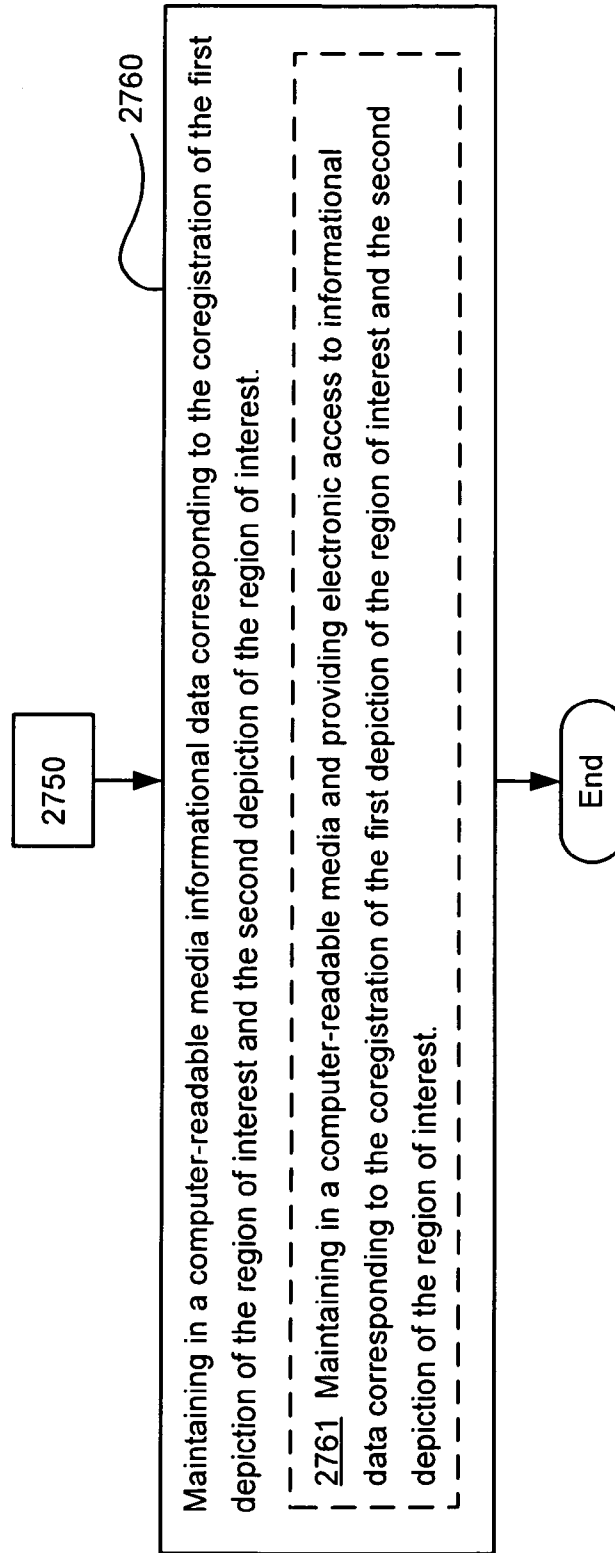 2750
2760
Maintaining in a computer-readable media informational data corresponding to the coregistration of the first
depiction of the region of interest and the second depiction of the region of interest.
2761 Maintaining in a computer-readable media and providing electronic access to informational
data corresponding to the coregistration of the first depiction of the region of interest and the second
depiction of the region of interest.
End